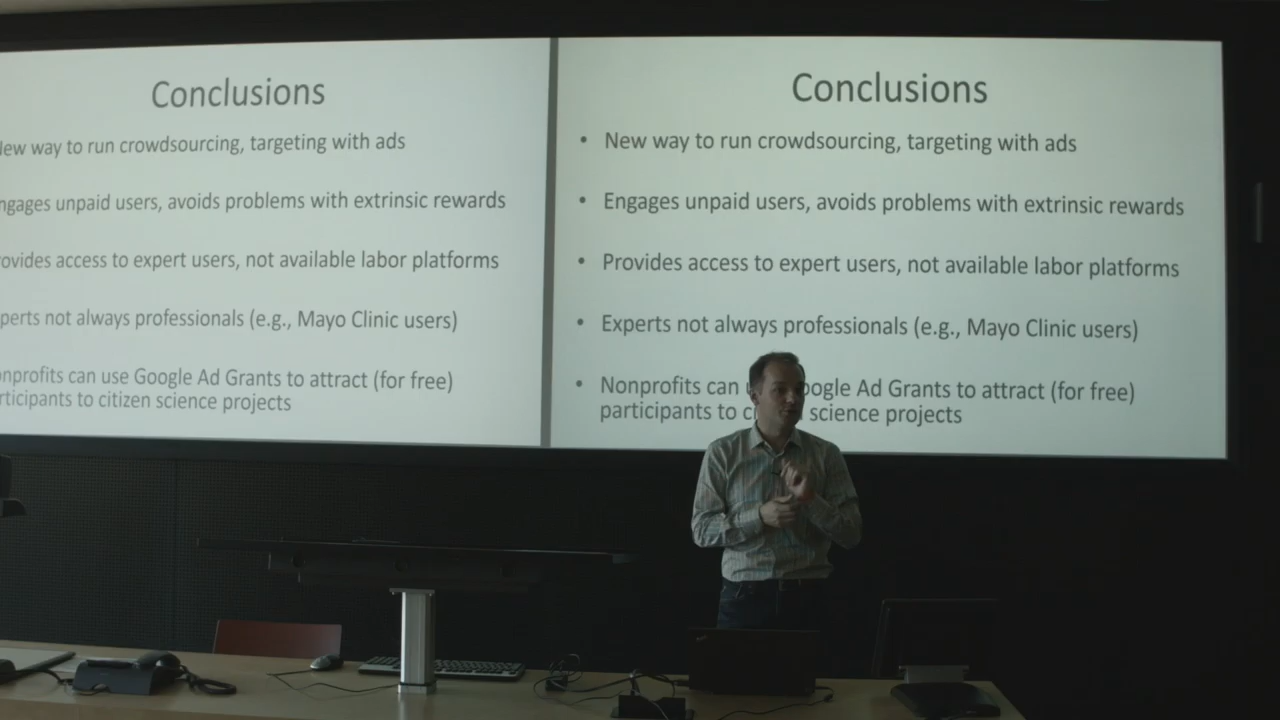 Conclusions
way to run crowdsourcing, targeting with ads
unpaid users, avoids problems with extrinsic rewards
access to expert users, not available labor platforms
not always professionals (e.g., Mayo Clinic users)
can use Google Ad Grants to attract (for free)
to citizen science projects
Conclusions
• New way to run crowdsourcing, targeting with ads
• Engages unpaid users, avoids problems with extrinsic rewards
• Provides access to expert users, not available labor platforms
• Experts not always professionals (e.g., Mayo Clinic users)
• Nonprofits can Ad Grants to attract (for free)
participants to science projects